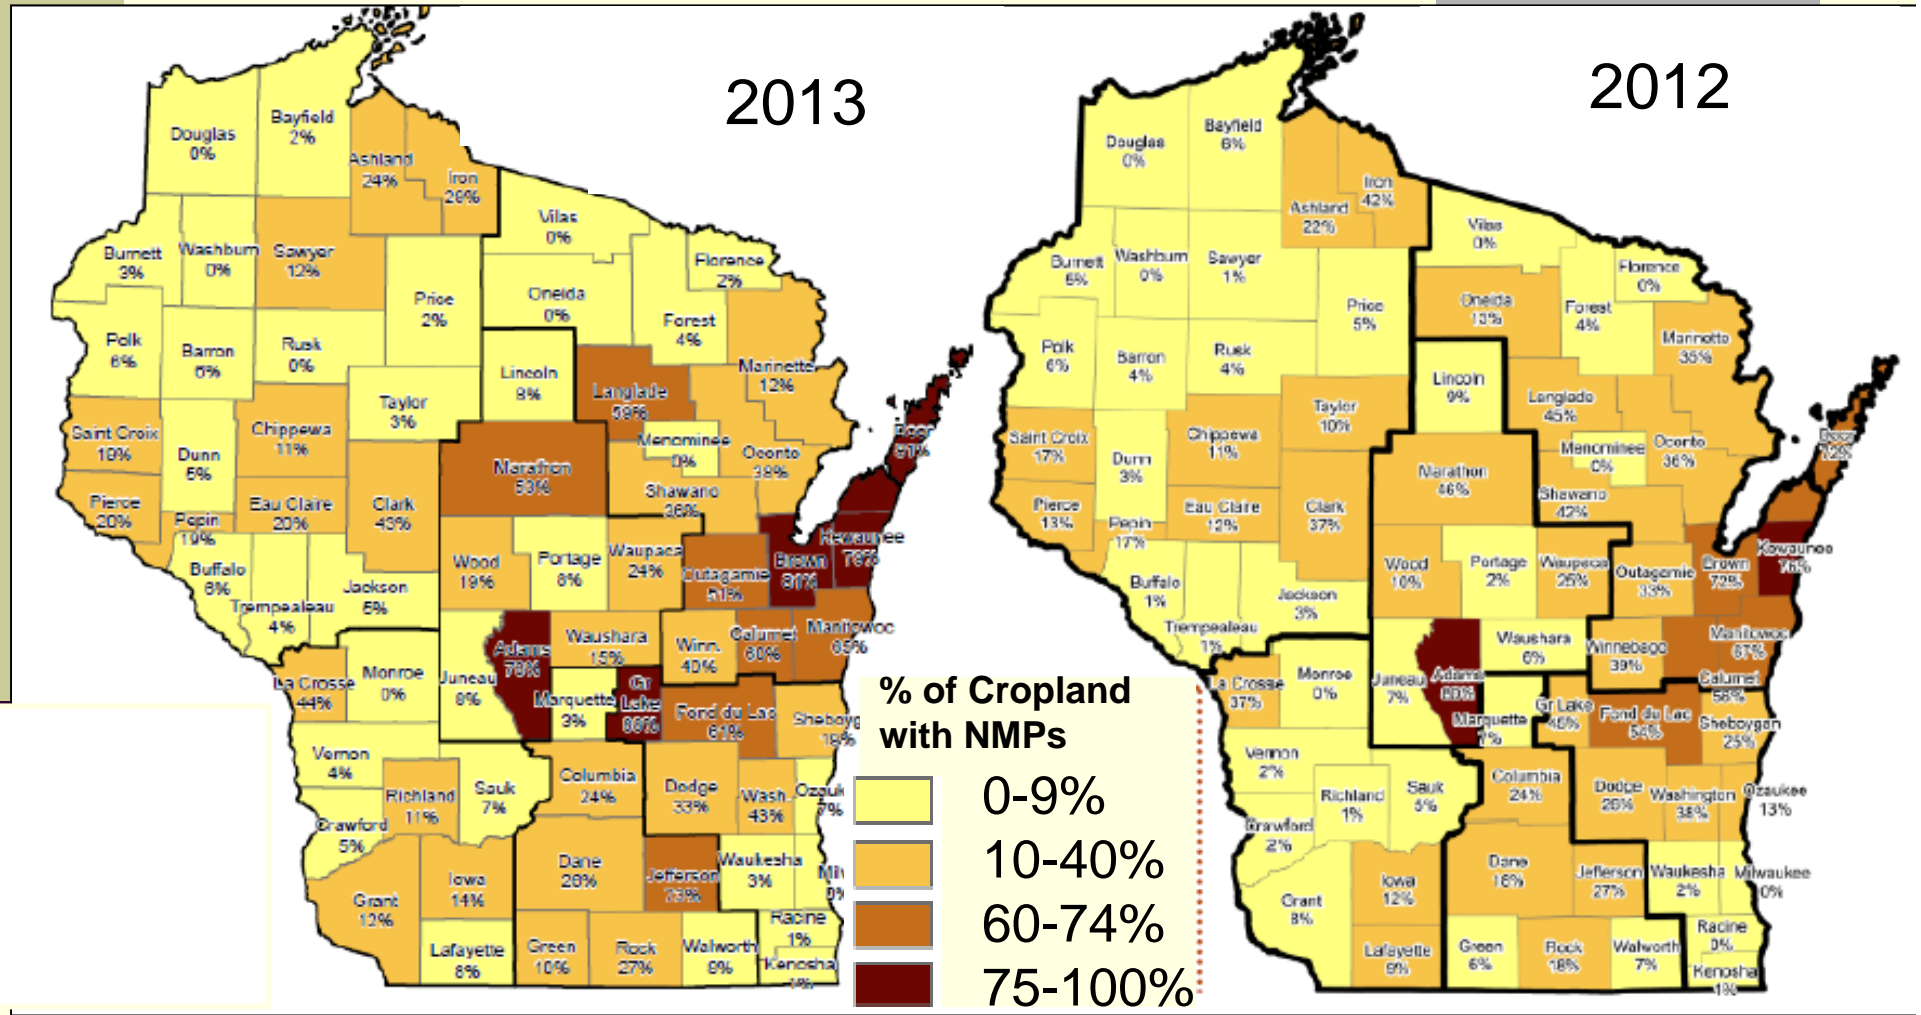 2013
Douglas
0%
Bayfield
2%
Ashland
24%
Iron
29%
Vilas
0%
Burnett
3%
Washburn
0%
Sawyer
12%
Price
2%
Oneida
0%
Florence
2%
Forest
4%
Polk
6%
Barron
6%
Rusk
0%
Lincoln
8%
Langlade
59%
Marinette
12%
Taylor
3%
Chippewa
11%
Saint Croix
19%
Dunn
5%
Menominee
0%
Oconto
38%
Door
91%
Marathon
53%
Pierce
20%
Pepin
19%
Eau Claire
20%
Clark
43%
Shawano
36%
Buffalo
6%
Trempealeau
4%
Jackson
5%
Wood
19%
Portage
8%
Waupaca
24%
Outagamie
51%
Brown
81%
Kewaunee
79%
La Crosse
44%
Monroe
0%
Juneau
8%
Adams
Waushara
15%
Winn.
40%
Calumet
60%
Manitowoc
65%
Marquette
3%
Gr
Lake
Fond du Lac
61%
Sheboyg
19%
Vernon
4%
Richland
11%
Sauk
7%
Columbia
24%
Dodge
33%
Wash
43%
Ozauk
7%
Crawford
5%
Grant
12%
Iowa
14%
Dane
28%
Jefferson
73%
Waukesha
3%
Lafayette
8%
Green
10%
Rock
27%
Walworth
9%
Racine
1%
Kenosha
1%
2012
Douglas
0%
Bayfield
6%
Ashland
22%
Iron
42%
Vilas
0%
Burnett
5%
Washburn
0%
Sawyer
1%
Price
5%
Oneida
13%
Florence
0%
Forest
4%
Marinette
35%
Polk
6%
Barron
4%
Rusk
4%
Lincoln
9%
Langlade
45%
Taylor
10%
Saint Croix
17%
Dunn
3%
Chippewa
11%
Marathon
46%
Menominee
0%
Oconto
36%
Door
72%
Pierce
13%
Pepin
17%
Eau Claire
12%
Clark
37%
Shawano
42%
Buffalo
1%
Trempealeau
1%
Jackson
3%
Wood
10%
Portage
2%
Waupaca
25%
Outagamie
33%
Brown
72%
Kewaunee
76%
La Crosse
37%
Monroe
0%
Juneau
7%
Adams
80%
Waushara
6%
Winnebago
39%
Manitowoc
67%
Calumet
56%
Marquette
Gr Lake
45%
Fond du Lac
54%
Sheboygan
25%
Vernon
2%
Richland
1%
Sauk
5%
Columbia
24%
Dodge
26%
Washington
38%
Ozaukee
13%
Crawford
2%
Grant
8%
Iowa
12%
Dane
16%
Jefferson
27%
Waukesha
2%
Milwaukee
0%
Lafayette
9%
Green
6%
Rock
18%
Walworth
7%
Racine
0%
Kenosha
1%
% of Cropland
with NMPs
0-9%
10-40%
60-74%
75-100%